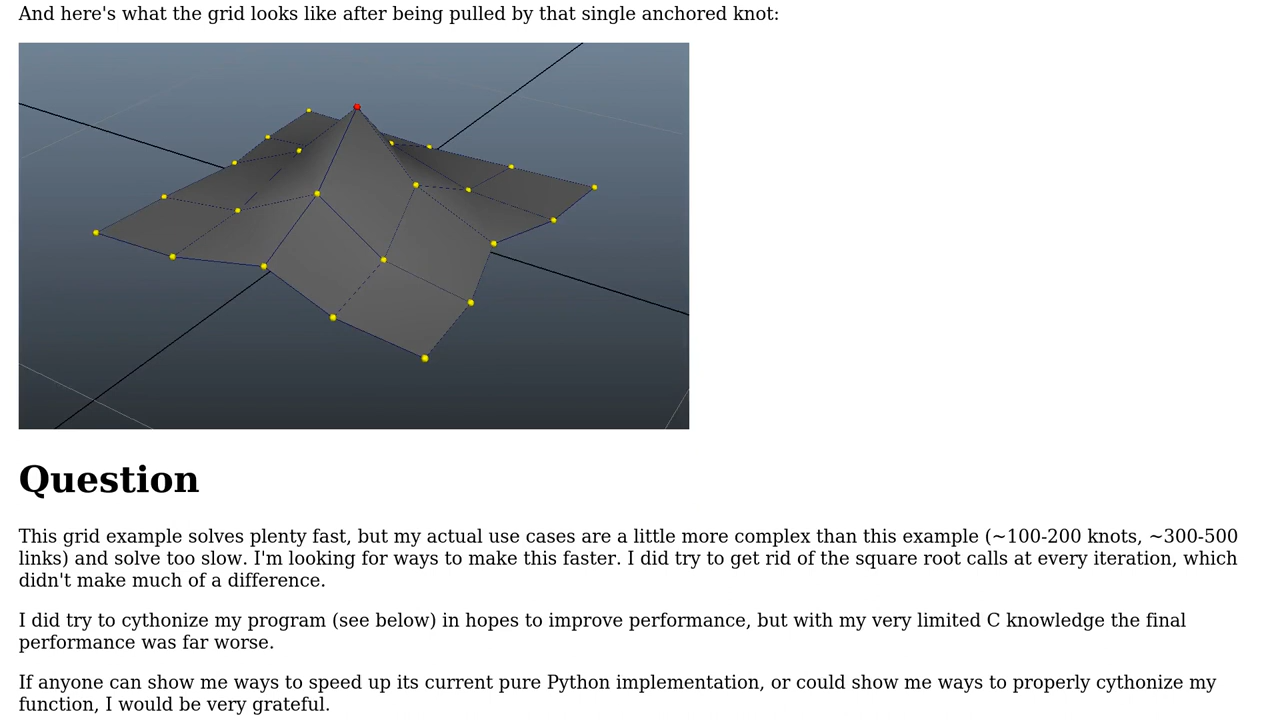 And here's what the grid looks like after being pulled by that single anchored knot:
Question
This grid example solves plenty fast, but my actual use cases are a little more complex than this example (~100-200 knots, ~300-500
links) and solve too slow. I'm looking for ways to make this faster. I did try to get rid of the square root calls at every iteration, which
didn't make much of a difference.
I did try to cythonize my program (see below) in hopes to improve performance, but with my very limited C knowledge the final
performance was far worse.
If anyone can show me ways to speed up its current pure Python implementation, or could show me ways to properly cythonize my
function, I would be very grateful.